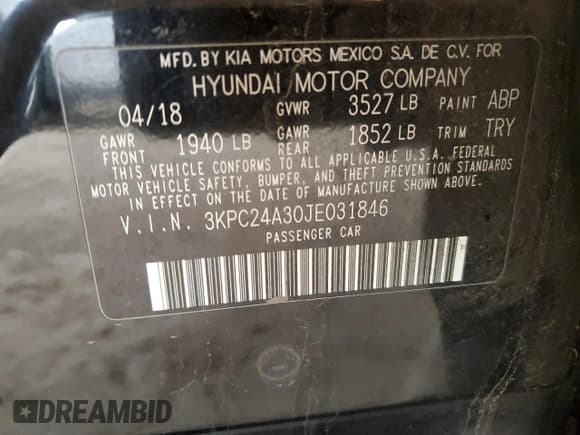 MFD. BY KIA MOTORS MEXICO S.A. DE C.V. FOR
HYUNDAI MOTOR COMPANY
04/18 GVWR 3527 LB PAINT ABP
GAWR FRONT 1940 LB GAWR REAR 1852 LB TRIM TRY
THIS VEHICLE CONFORMS TO ALL APPLICABLE U.S.A. FEDERAL
MOTOR VEHICLE SAFETY, BUMPER, AND THEFT PREVENTION STANDARDS
IN EFFECT ON THE DATE OF MANUFACTURE SHOWN ABOVE.
V.I.N. 3KPC24A30JE031846
PASSENGER CAR
DREAMBID